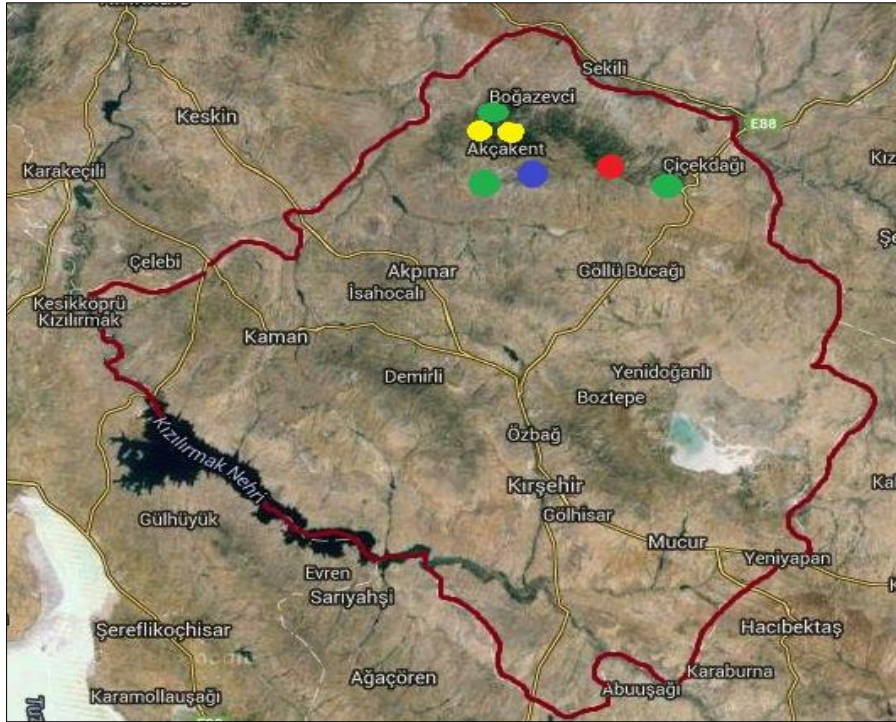 Sekili
Boğazevci
Keskin
E88
Akçakent
Karakeçili
Çiçekdağı
Çelebi
Akpınar
Göllü Bucağı
İsahocalı
Kesikköprü
Kızılırmak
Kaman
Demirli
Yenidoğanlı
Boztepe
Kızılırmak Nehri
Özbağ
Kırşehir
Gölhisar
Gülhüyük
Mucur
Yeniyapan
Evren
Sarıyahşi
Şereflikoçhisar
Hacıbektaş
Karaburna
Ağaçören
Abuuşağı
Karamollauşağı